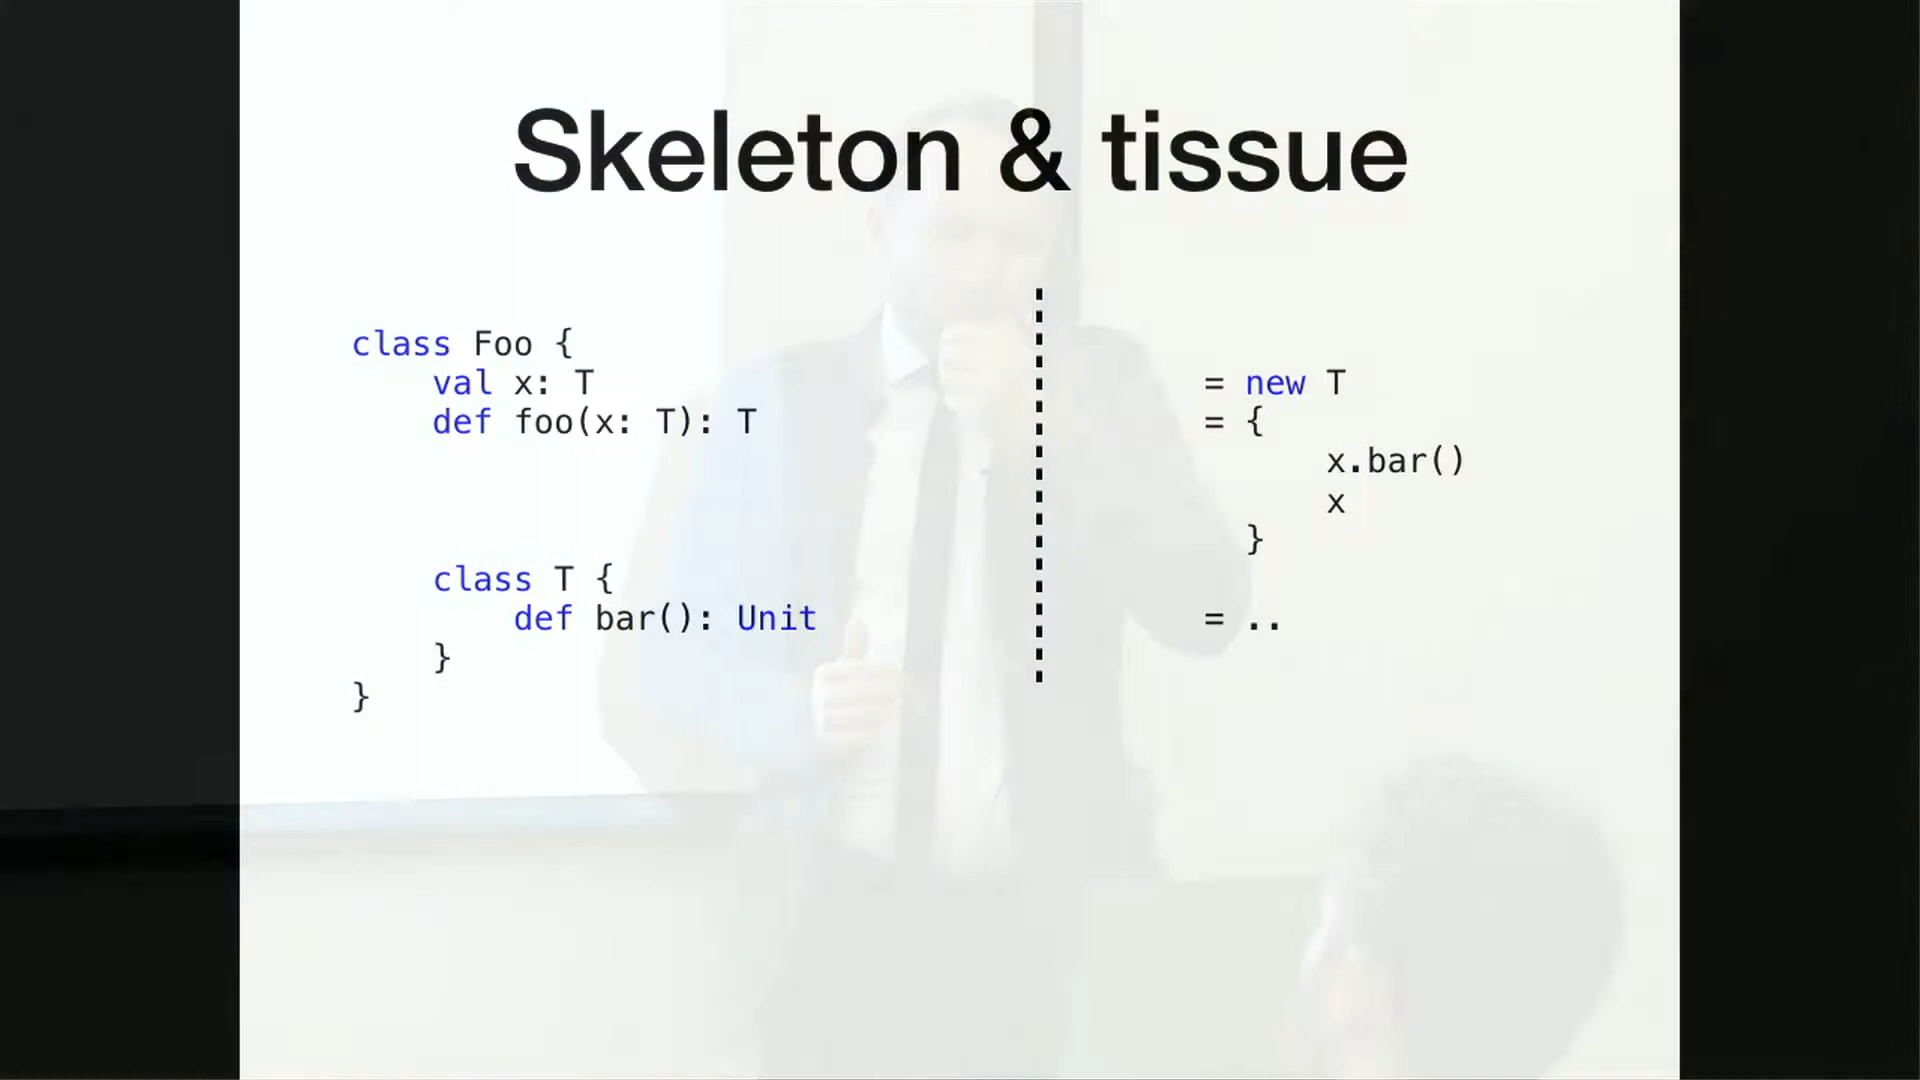 Skeleton & tissue
class Foo {
val x: T = new T
def foo(x: T): T = {
x.bar()
x
}
class T {
def bar(): Unit = ..
}
}